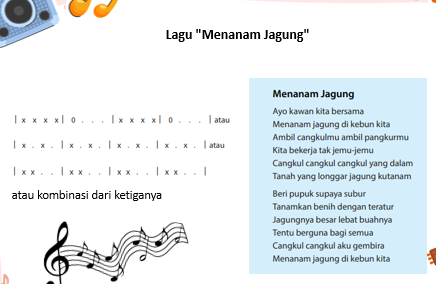 Lagu "Menanam Jagung"
| x x x x| 0 . . . |x x x x| 0 . . . | atau
| x . x . | x . x . | x . x . | x . x . | atau
| x x . . | x x . . | x x . . | x x . . |
atau kombinasi dari ketiganya
Menanam Jagung
Ayo kawan kita bersama
Menanam jagung di kebun kita
Ambil cangkulmu ambil pangkurmu
Kita bekerja tak jemu-jemu
Cangkul cangkul cangkul yang dalam
Tanah yang longgar jagung kutanam
Beri pupuk supaya subur
Tanamkan benih dengan teratur
Jagungnya besar lebat buahnya
Tentu berguna bagi semua
Cangkul cangkul aku gembira
Menanam jagung di kebun kita